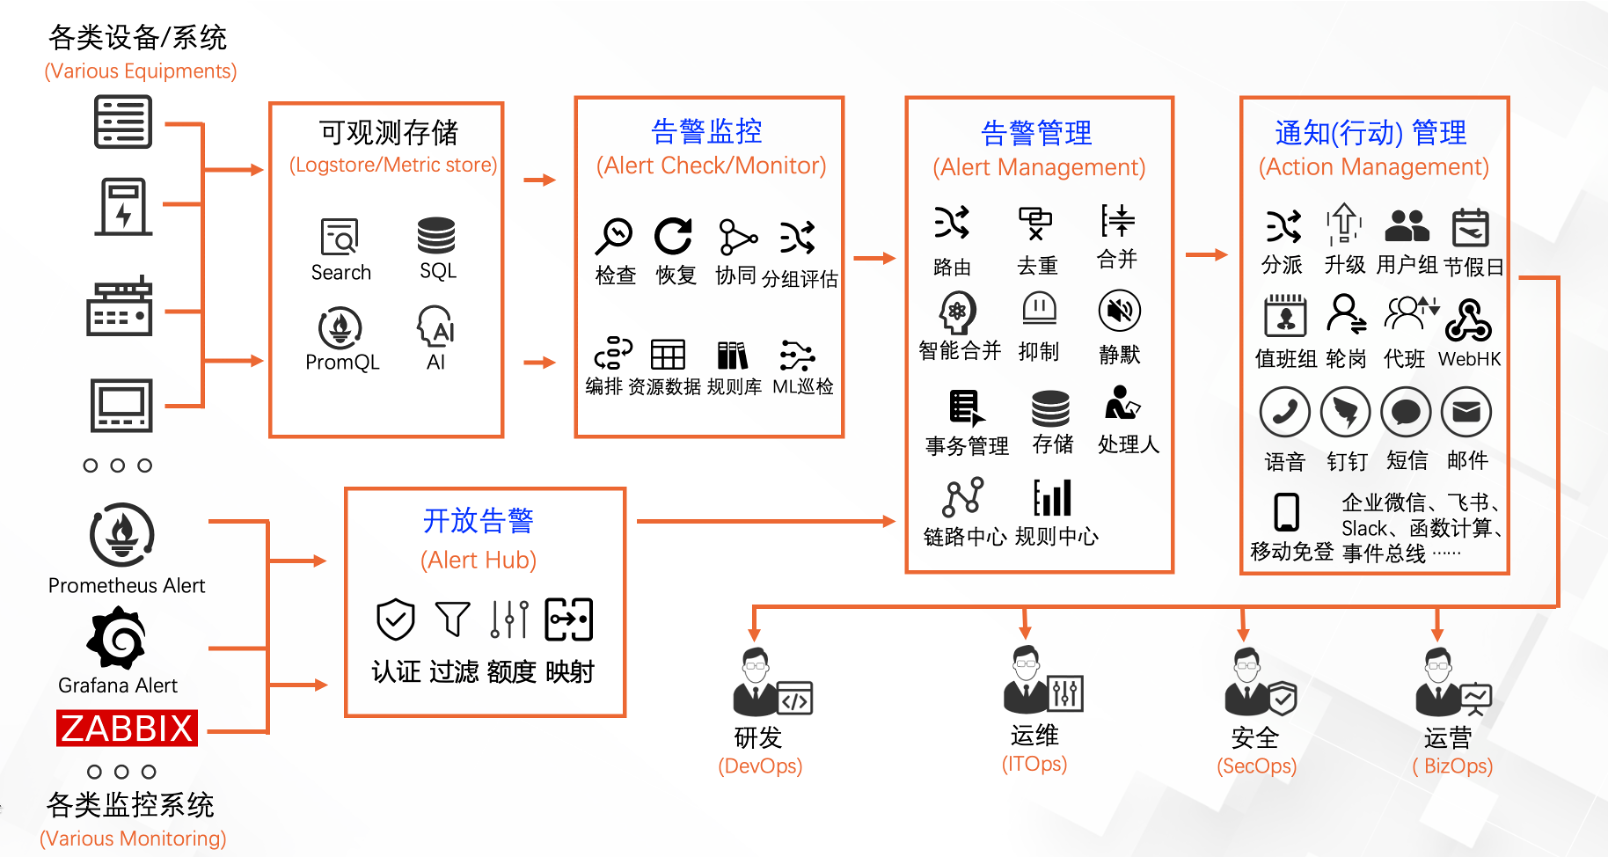 各类设备/系统
(Various Equipments)
可观测存储
(Logstore/Metric store)
Search
SQL
PromQL
AI
告警监控
(Alert Check/Monitor)
检查
恢复
协同
分组评估
编排
资源数据
规则库
ML巡检
告警管理
(Alert Management)
路由
去重
合并
智能合并
抑制
静默
事务管理
存储
处理人
链路中心
规则中心
通知(行动) 管理
(Action Management)
分派
升级
用户组
节假日
值班组
轮岗
代班
WebHK
语音
钉钉
短信
邮件
移动免登
企业微信、飞书、
Slack、函数计算、
事件总线 ......
Prometheus Alert
Grafana Alert
ZABBIX
各类监控系统
(Various Monitoring)
开放告警
(Alert Hub)
认证
过滤
额度
映射
AI
研发
(DevOps)
运维
(ITOps)
安全
(SecOps)
运营
( BizOps)